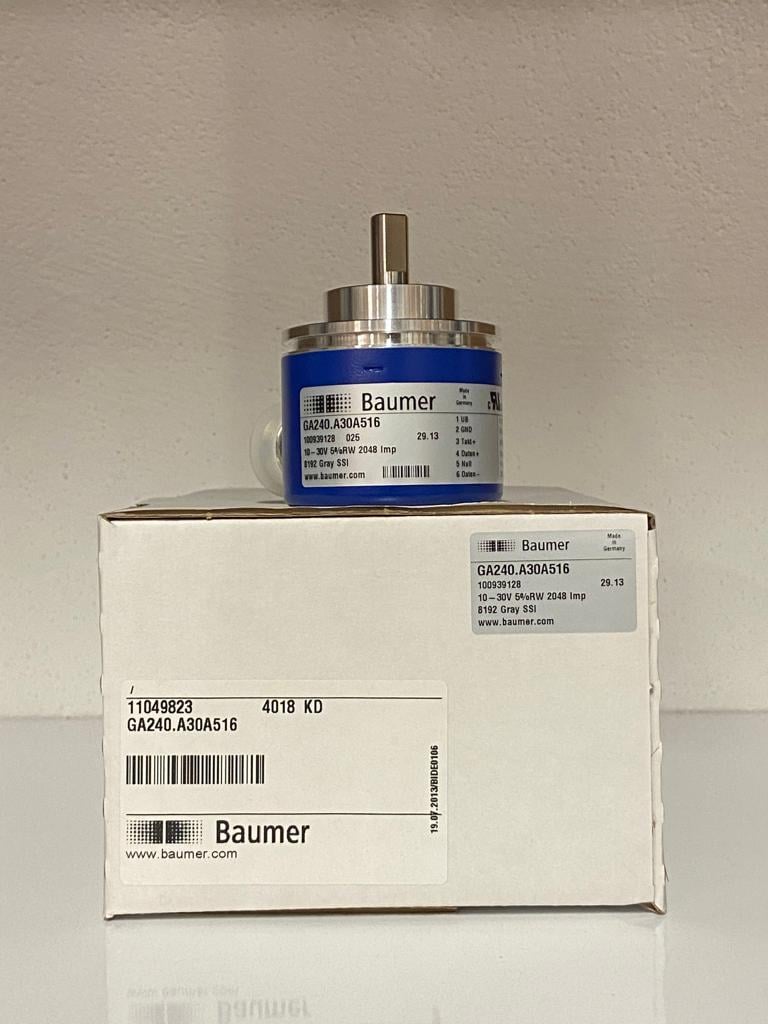 Baumer
Made
in
Germany
GA240.A30A516
100939128 025 29.13
10-30V 5%RW 2048 Imp
8192 Gray SSI
www.baumer.com
1 UB
2 GND
3 Takt+
4 Daten+
5 Null
6 Daten-
Baumer
Made
in
Germany
GA240.A30A516
100939128 29.13
10-30V 5%RW 2048 Imp
8192 Gray SSI
www.baumer.com
/
11049823 4018 KD
GA240.A30A516
19.07.2013/BIDE0106
Baumer
www.baumer.com